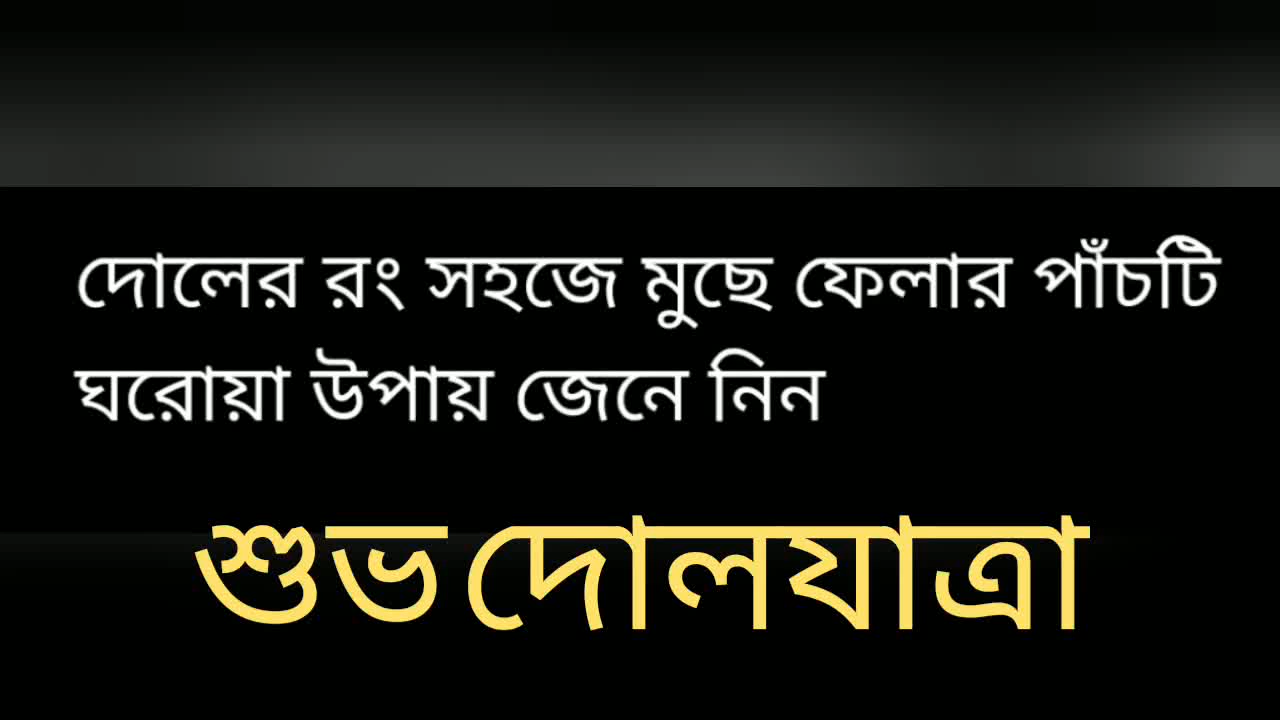 দোলের রং সহজে মুছে ফেলার পাঁচটি
ঘরোয়া উপায় জেনে নিন
শুভ দোলযাত্রা